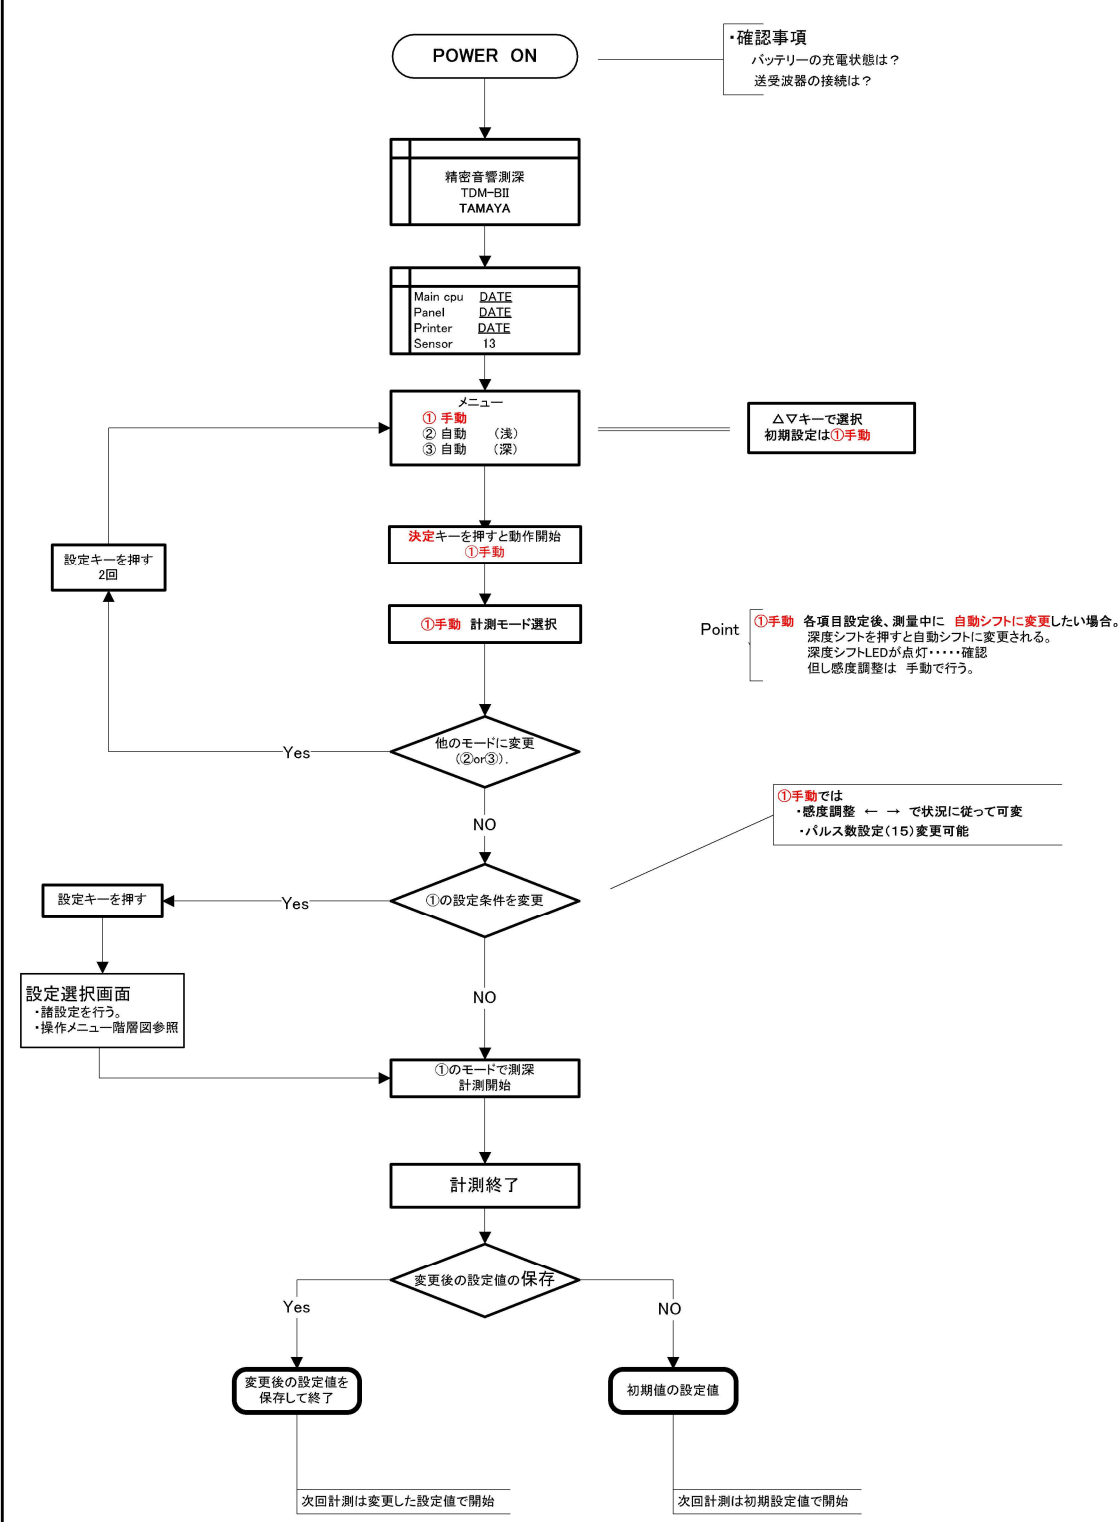 POWER ON
・確認事項
バッテリーの充電状態は？
送受波器の接続は？
精密音響測深
TDM-BII
TAMAYA
Main cpu DATE
Panel DATE
Printer DATE
Sensor 13
メニュー
① 手動
② 自動 （浅）
③ 自動 （深）
△▽キーで選択
初期設定は①手動
決定キーを押すと動作開始
①手動
設定キーを押す
2回
①手動 計測モード選択
Point
①手動 各項目設定後、測量中に 自動シフトに変更したい場合。
深度シフトを押すと自動シフトに変更される。
深度シフトLEDが点灯・・・・・確認
但し感度調整は 手動で行う。
他のモードに変更
(②or③).
Yes
NO
①手動では
・感度調整 ← → で状況に従って可変
・パルス数設定(15)変更可能
①の設定条件を変更
Yes
設定キーを押す
NO
設定選択画面
・諸設定を行う。
・操作メニュー階層図参照
①のモードで測深
計測開始
計測終了
変更後の設定値の保存
Yes
NO
変更後の設定値を
保存して終了
初期値の設定値
次回計測は変更した設定値で開始
次回計測は初期設定値で開始